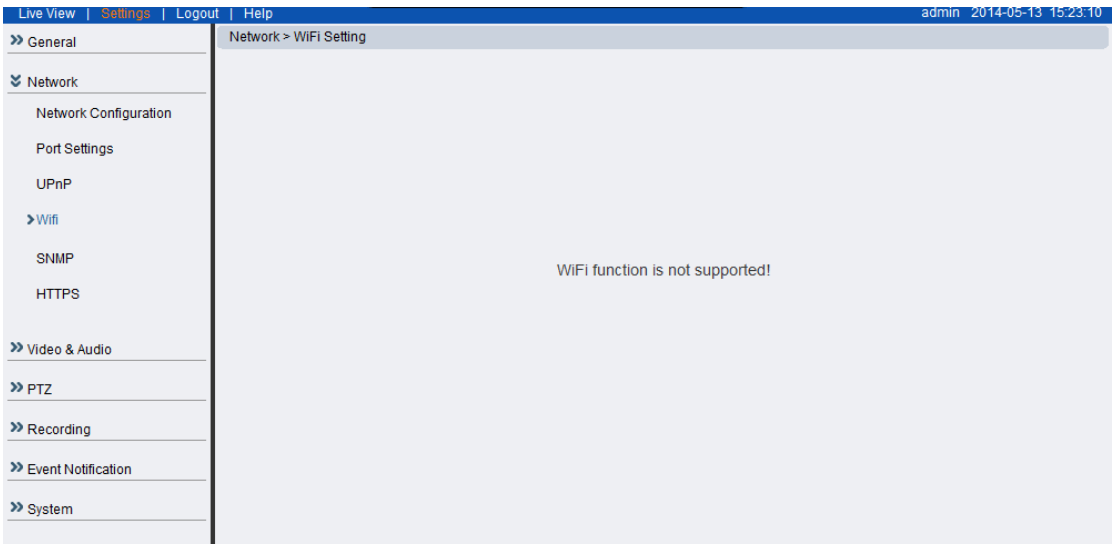 Live View | Settings | Logout | Help admin 2014-05-13 15:23:10
General
Network > WiFi Setting
Network
Network Configuration
Port Settings
UPnP
Wifi
SNMP
WiFi function is not supported!
HTTPS
Video & Audio
PTZ
Recording
Event Notification
System